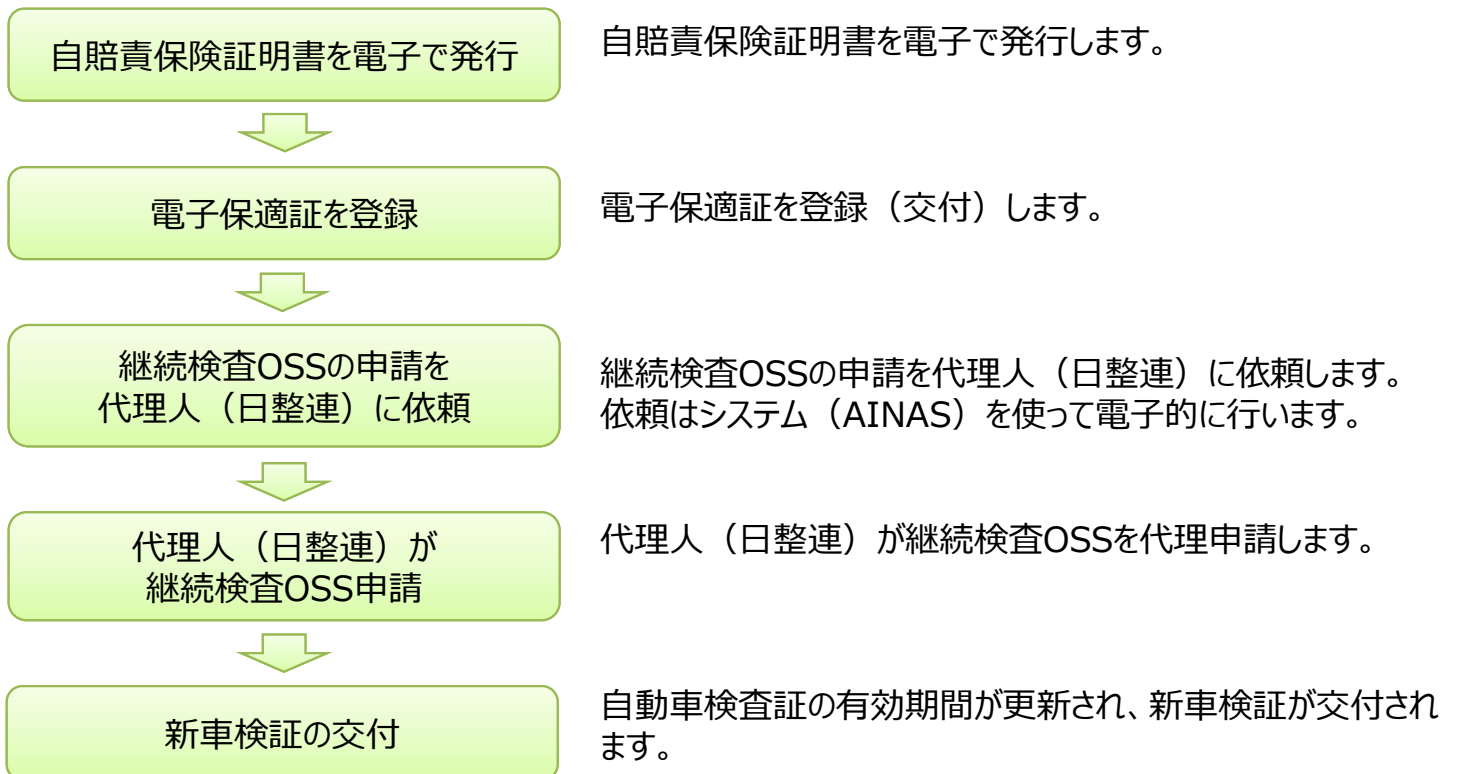 自賠責保険証明書を電子で発行
自賠責保険証明書を電子で発行します。
電子保適証を登録
電子保適証を登録（交付）します。
継続検査OSSの申請を
代理人（日整連）に依頼
継続検査OSSの申請を代理人（日整連）に依頼します。
依頼はシステム（AINAS）を使って電子的に行います。
代理人（日整連）が
継続検査OSS申請
代理人（日整連）が継続検査OSSを代理申請します。
新車検証の交付
自動車検査証の有効期間が更新され、新車検証が交付され
ます。